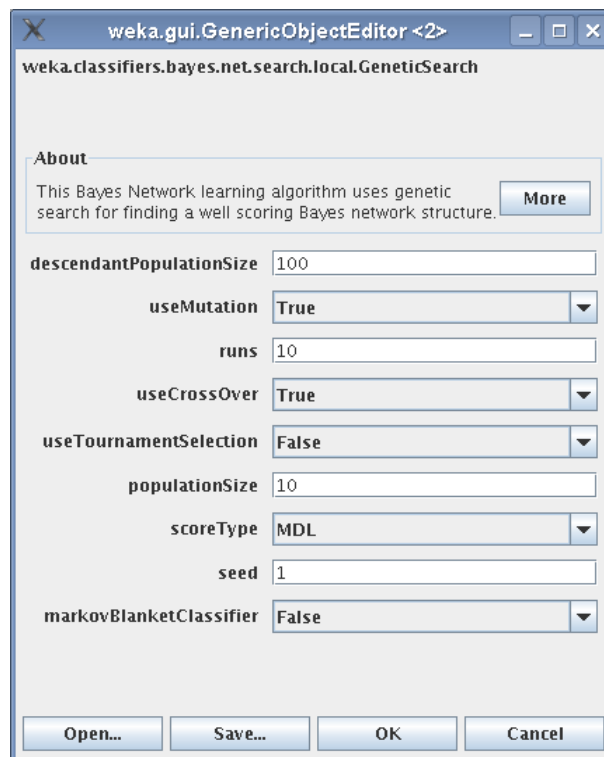 weka.gui.GenericObjectEditor <2>
weka.classifiers.bayes.net.search.local.GeneticSearch
About
This Bayes Network learning algorithm uses genetic
search for finding a well scoring Bayes network structure.
More
descendantPopulationSize 100
useMutation True
runs 10
useCrossOver True
useTournamentSelection False
populationSize 10
scoreType MDL
seed 1
markovBlanketClassifier False
Open... Save... OK Cancel